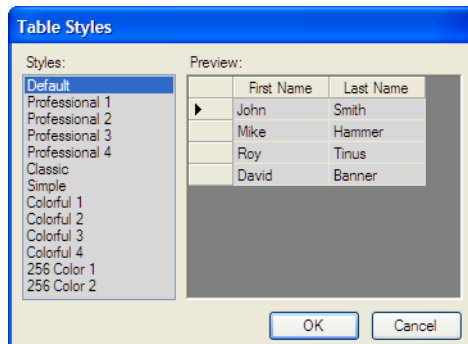 Table Styles
Styles:
Default
Professional 1
Professional 2
Professional 3
Professional 4
Classic
Simple
Colorful 1
Colorful 2
Colorful 3
Colorful 4
256 Color 1
256 Color 2
Preview:
First Name Last Name
John Smith
Mike Hammer
Roy Tinus
David Banner
OK Cancel